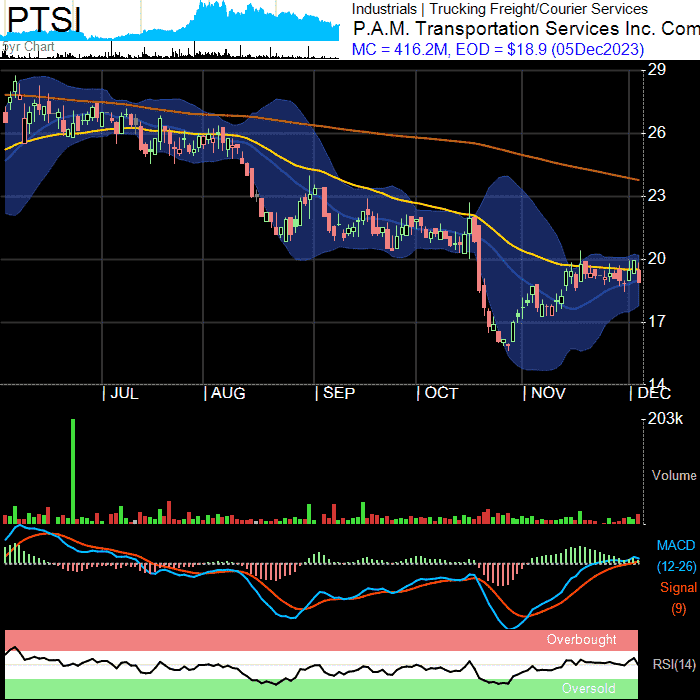 PTSI
5yr Chart
Industrials | Trucking Freight/Courier Services
P.A.M. Transportation Services Inc. Com
MC = 416.2M, EOD = $18.9 (05Dec2023)
29
26
23
20
17
14
| JUL | AUG | SEP | OCT | NOV | DEC
203k
Volume
MACD
(12-26)
Signal
(9)
Overbought
RSI(14)
Oversold